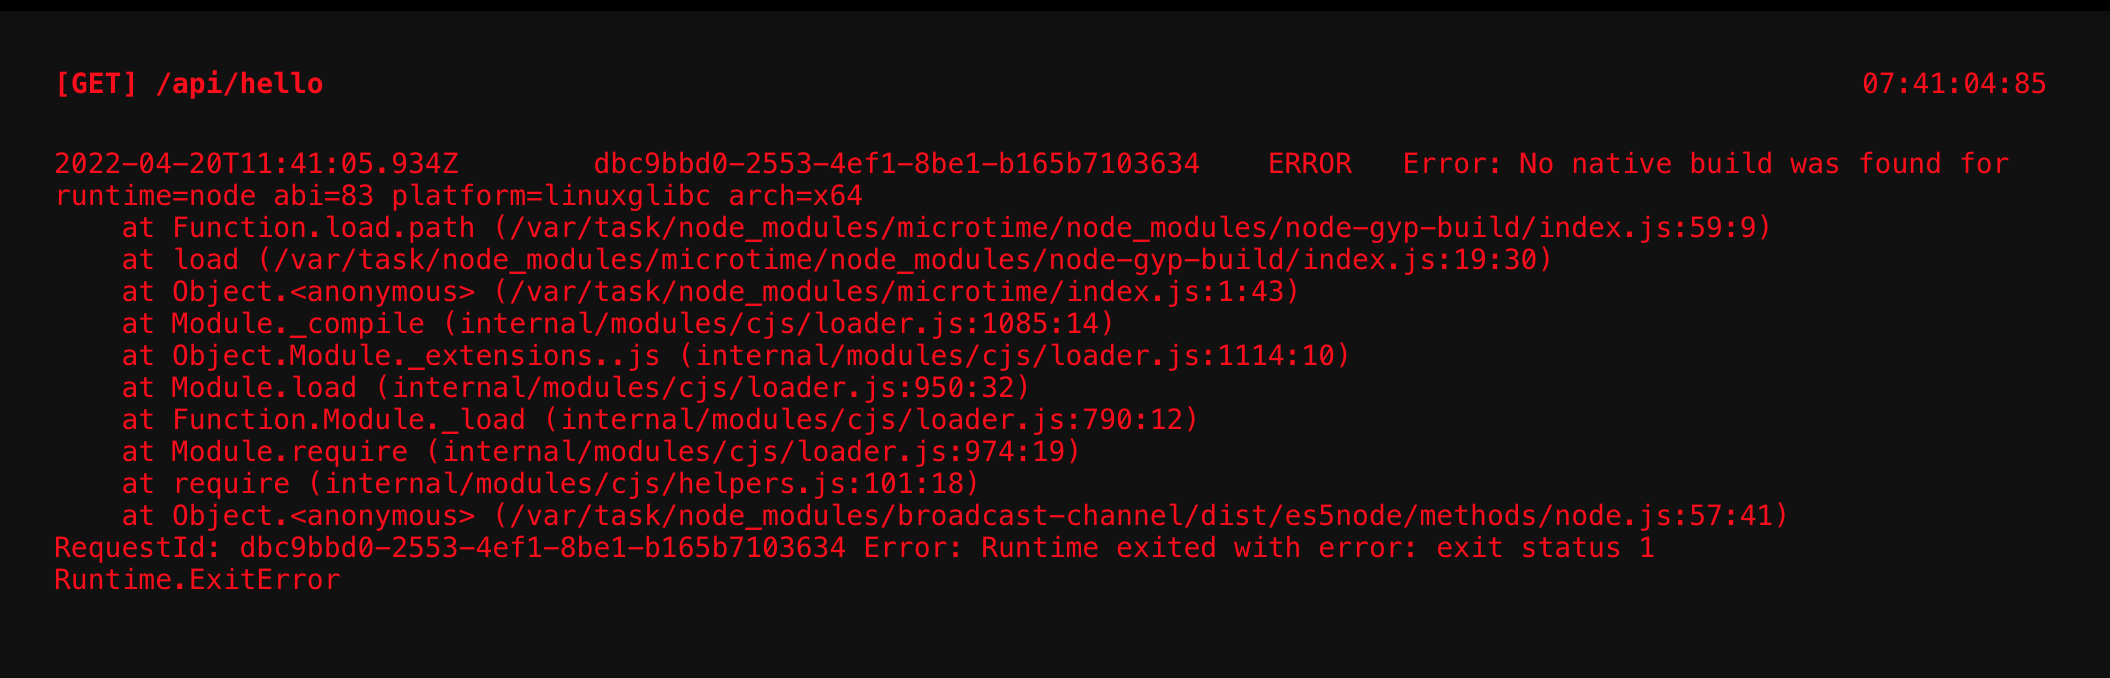 [GET] /api/hello 07:41:04:85
2022-04-20T11:41:05.934Z dbc9bbd0-2553-4ef1-8be1-b165b7103634 ERROR Error: No native build was found for
runtime=node abi=83 platform=linuxglibc arch=x64
at Function.load.path (/var/task/node_modules/microtime/node_modules/node-gyp-build/index.js:59:9)
at load (/var/task/node_modules/microtime/node_modules/node-gyp-build/index.js:19:30)
at Object.<anonymous> (/var/task/node_modules/microtime/index.js:1:43)
at Module._compile (internal/modules/cjs/loader.js:1085:14)
at Object.Module._extensions..js (internal/modules/cjs/loader.js:1114:10)
at Module.load (internal/modules/cjs/loader.js:950:32)
at Function.Module._load (internal/modules/cjs/loader.js:790:12)
at Module.require (internal/modules/cjs/loader.js:974:19)
at require (internal/modules/cjs/helpers.js:101:18)
at Object.<anonymous> (/var/task/node_modules/broadcast-channel/dist/es5node/methods/node.js:57:41)
RequestId: dbc9bbd0-2553-4ef1-8be1-b165b7103634 Error: Runtime exited with error: exit status 1
Runtime.ExitError